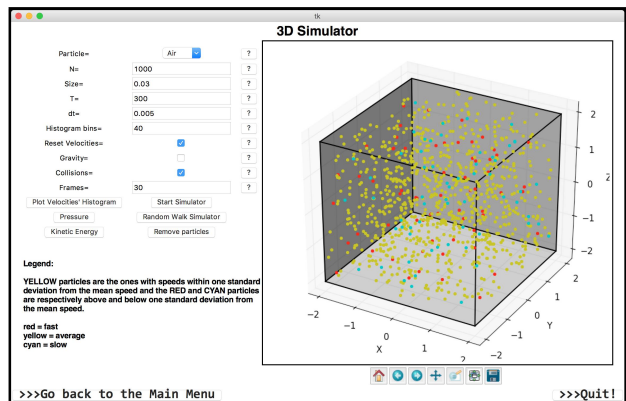 tk
3D Simulator
Particle= Air ?
N= 1000 ?
Size= 0.03 ?
T= 300 ?
dt= 0.005 ?
Histogram bins= 40 ?
Reset Velocities= ?
Gravity= ?
Collisions= ?
Frames= 30 ?
Plot Velocities' Histogram Start Simulator
Pressure Random Walk Simulator
Kinetic Energy Remove particles
Legend:
YELLOW particles are the ones with speeds within one standard
deviation from the mean speed and the RED and CYAN particles
are respectively above and below one standard deviation from
the mean speed.
red = fast
yellow = average
cyan = slow
2
1
0
−1
−2
−2
−1
0
1
X
−2
−1
0
1
2
Y
>>>Go back to the Main Menu
>>>Quit!